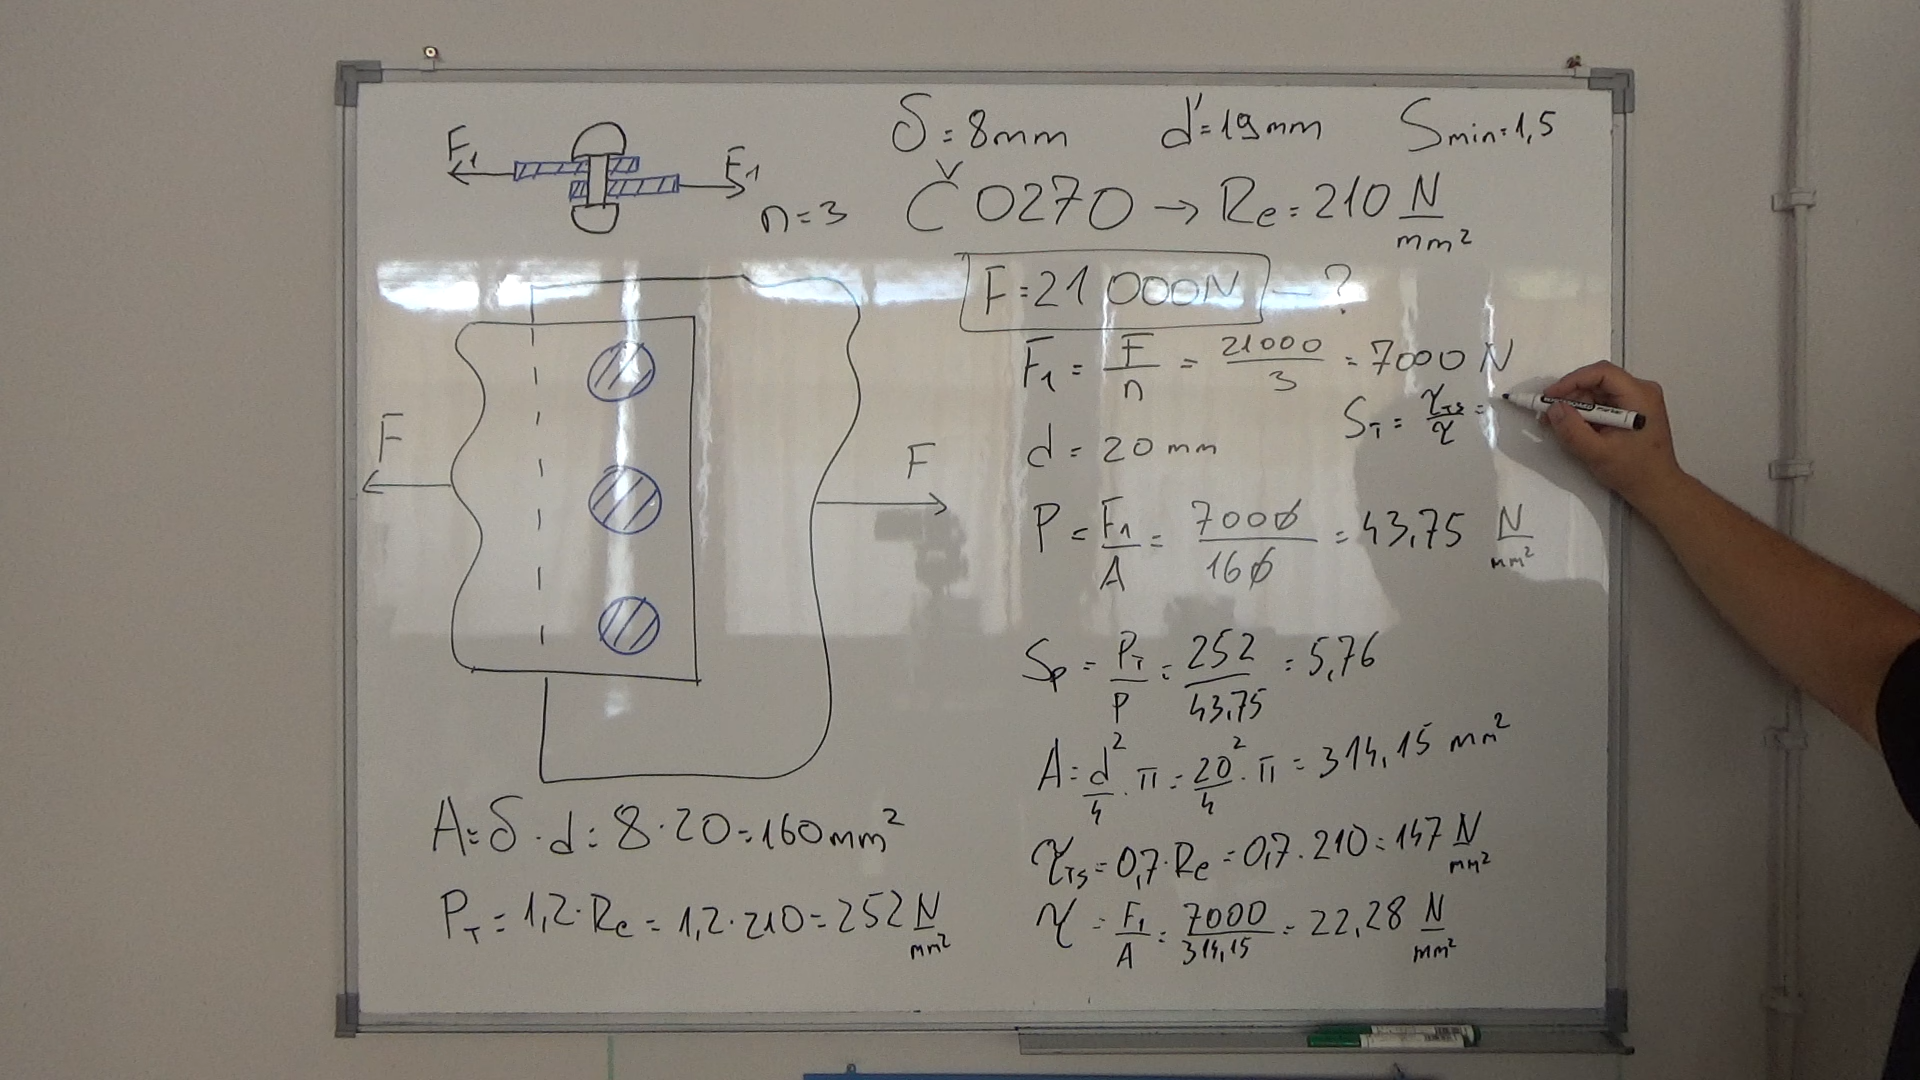 δ = 8mm d' = 19mm Smin = 1,5
F1 F1 n = 3
Č 0270 → Re = 210 N/mm²
F = 21 000N - ?
F1 = F/n = 21000/3 = 7000 N
ST = τTS/τ =
d = 20 mm
F F
P = F1/A = 7000/160 = 43,75 N/mm²
SP = PT/P = 252/43,75 = 5,76
A = d²/4 · π = 20²/4 · π = 314,15 mm²
A = δ · d = 8 · 20 = 160 mm²
τTS = 0,7 · Re = 0,7 · 210 = 147 N/mm²
PT = 1,2 · Re = 1,2 · 210 = 252 N/mm²
τ = F1/A = 7000/314,15 = 22,28 N/mm²